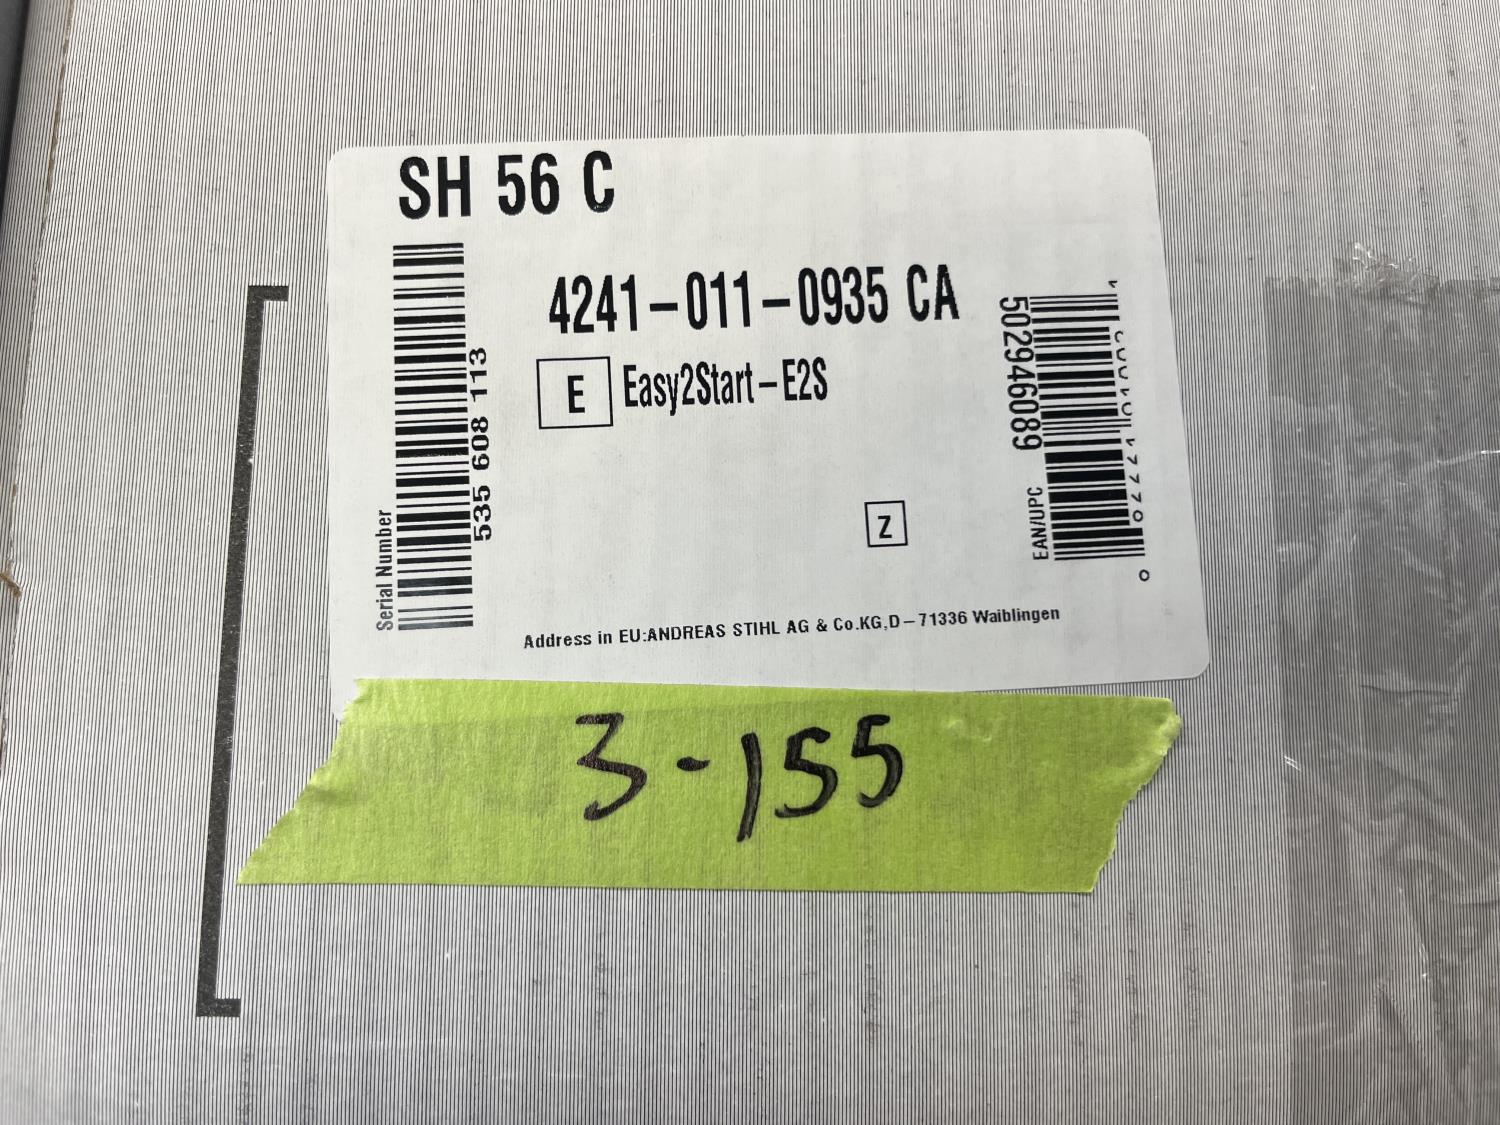 SH 56 C
4241-011-0935 CA
E Easy2Start-E2S
Serial Number
535 608 113
502946089
EAN/UPC
Z
Address in EU:ANDREAS STIHL AG & Co.KG,D-71336 Waiblingen
3-155